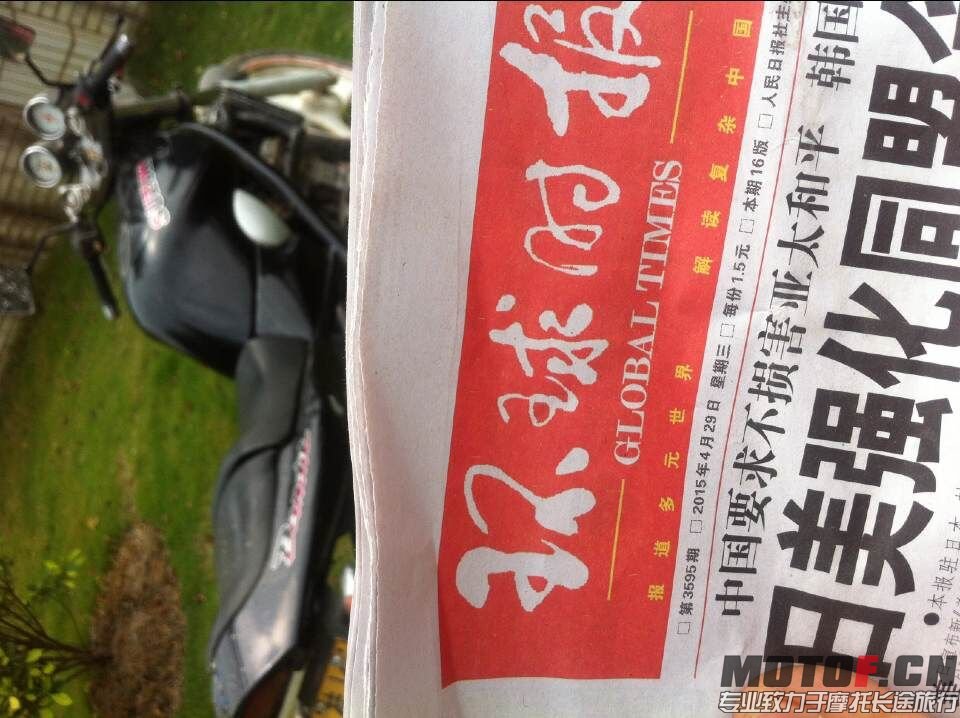 环球时报
GLOBAL TIMES
报道多元世界 解读复杂中国
□ 第3595期 □ 2015年4月29日 星期三 □ 每份1.5元 □ 本期16版 □ 人民日报社主
中国要求不损害亚太和平 韩国
日美强化同盟
● 本报驻日本
MOTOF.CN
专业致力于摩托长途旅行